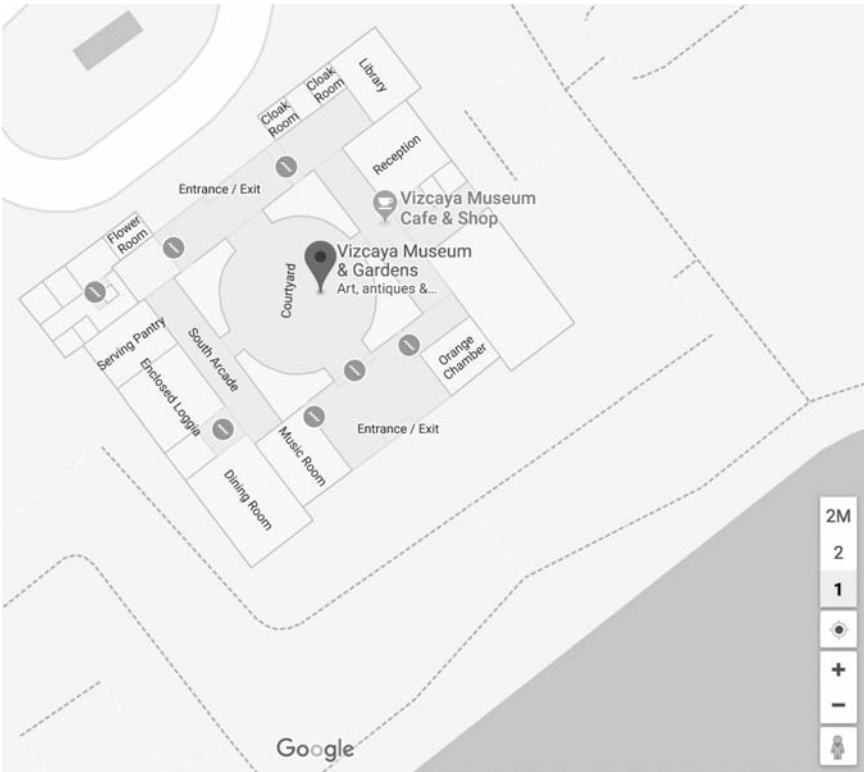 Library
Cloak
Room
Cloak
Room
Reception
Entrance / Exit
Vizcaya Museum
Cafe & Shop
Flower
Room
Vizcaya Museum
& Gardens
Art, antiques &...
Courtyard
South Arcade
Serving Pantry
Orange
Chamber
Enclosed Loggia
Entrance / Exit
Music Room
Dining Room
2M
2
1
+
−
Google